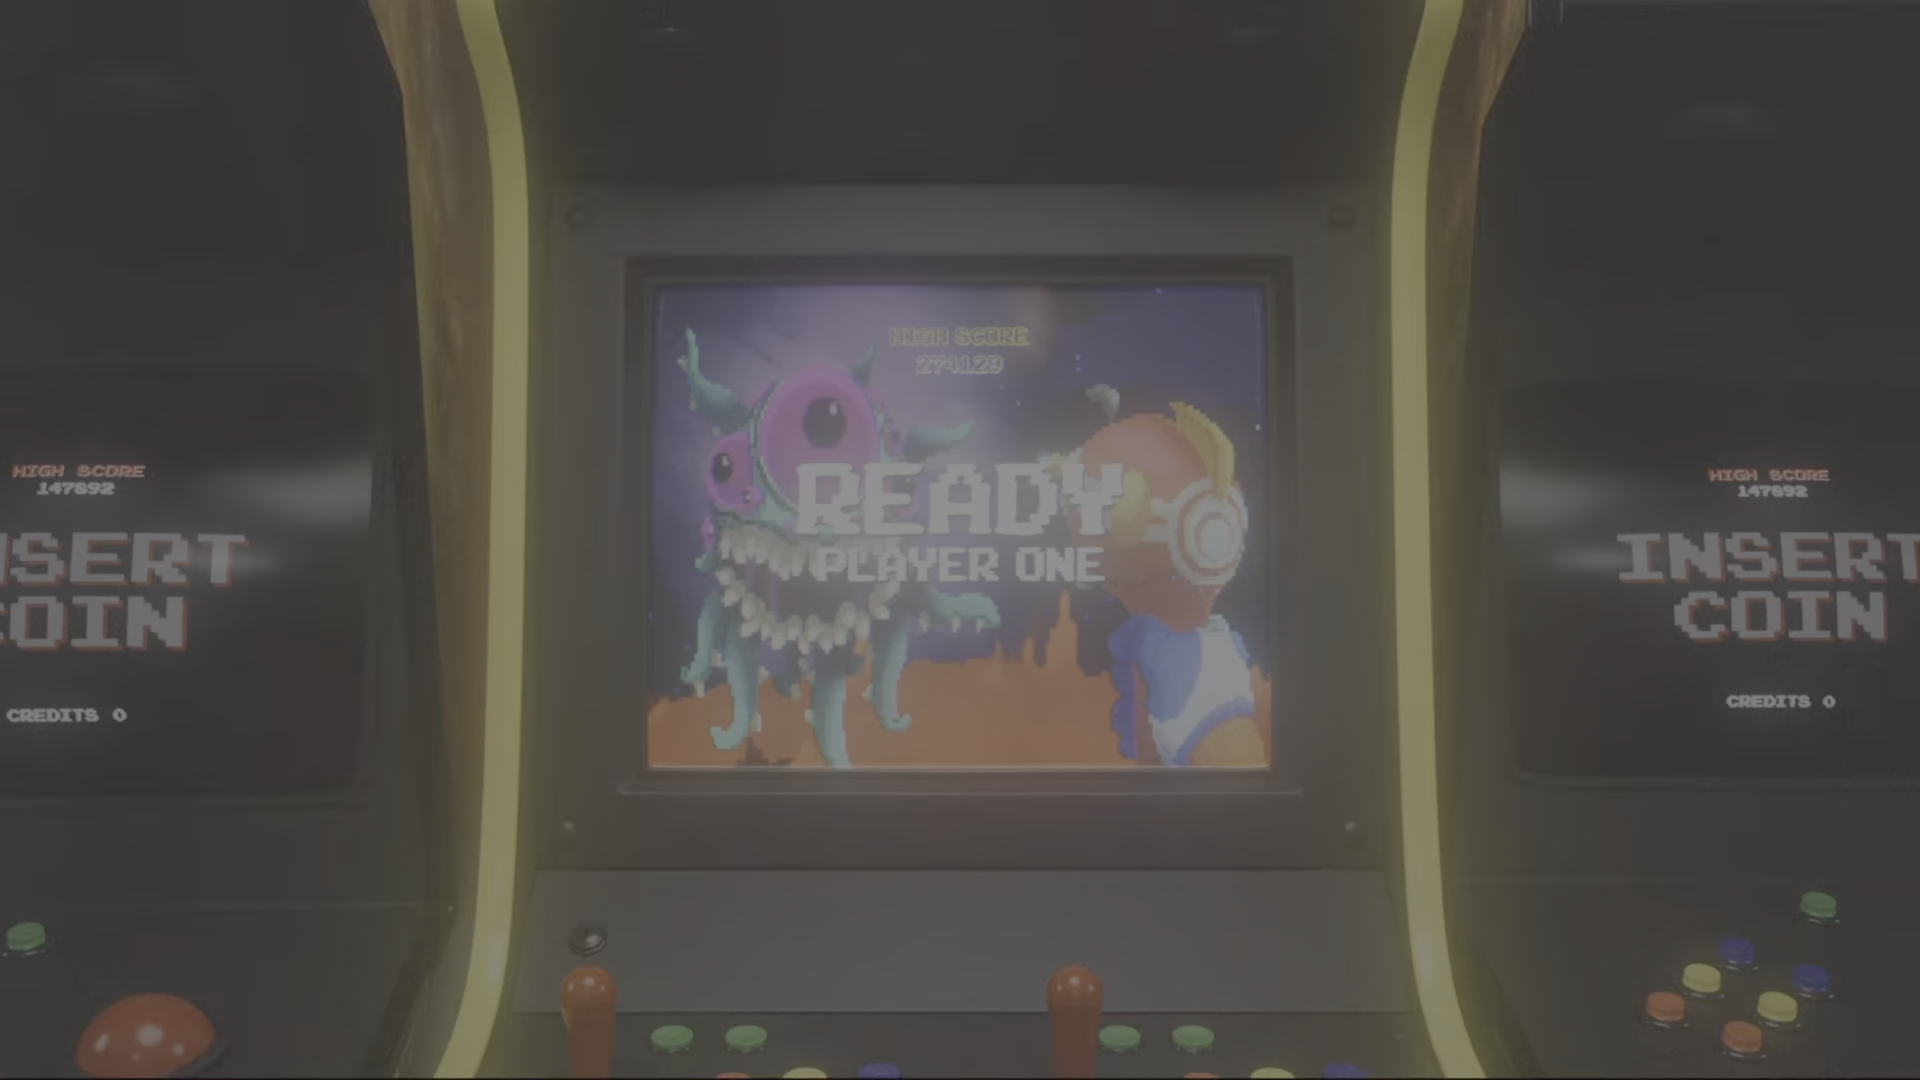 HIGH SCORE
274129
READY
PLAYER ONE
HIGH SCORE
147892
NSERT
COIN
CREDITS 0
HIGH SCORE
147892
INSERT
COIN
CREDITS 0